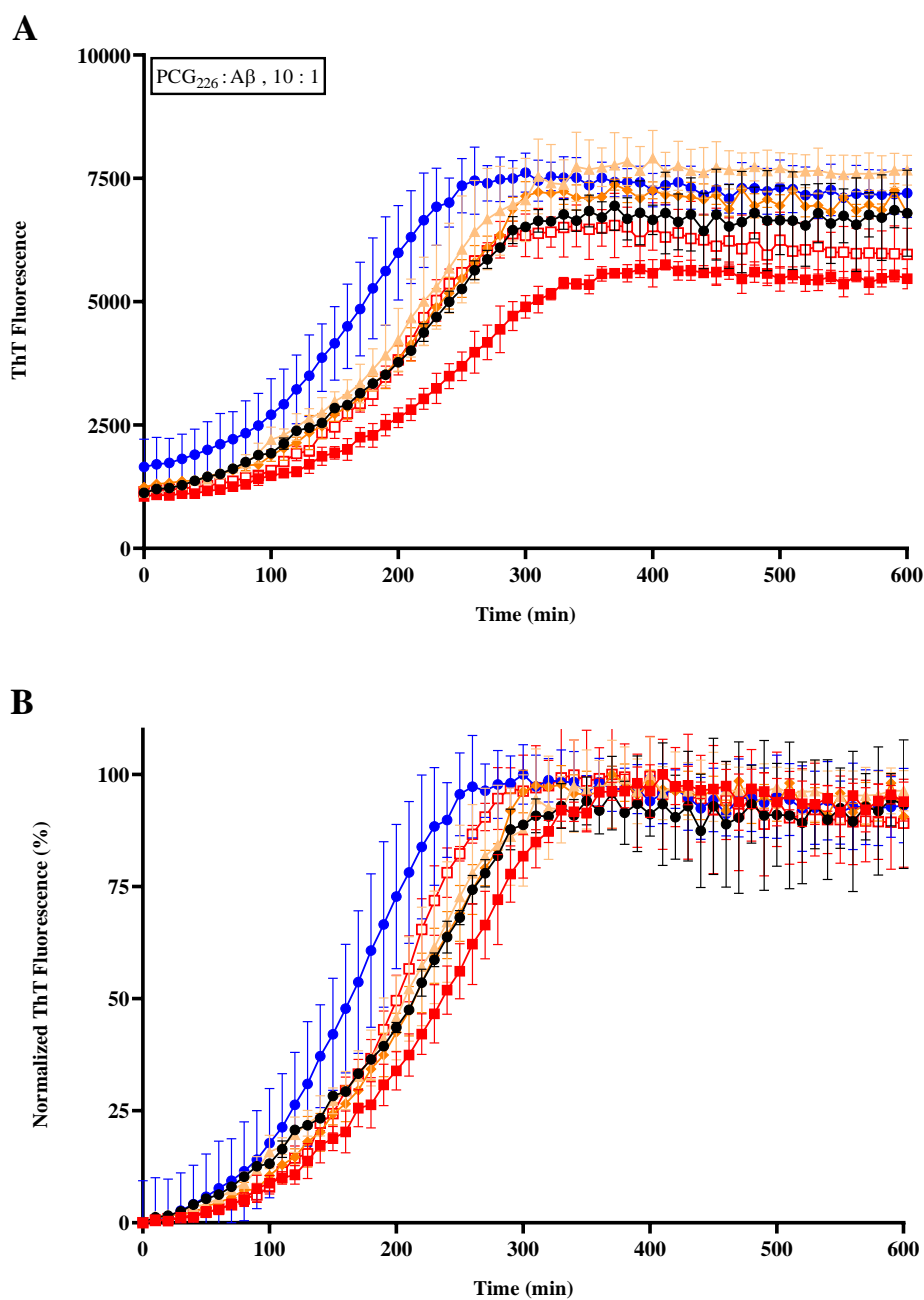 A
PCG₂₂₆ : Aβ , 10 : 1
ThT Fluorescence
10000
7500
5000
2500
0
0 100 200 300 400 500 600
Time (min)
B
Normalized ThT Fluorescence (%)
100
75
50
25
0
0 100 200 300 400 500 600
Time (min)